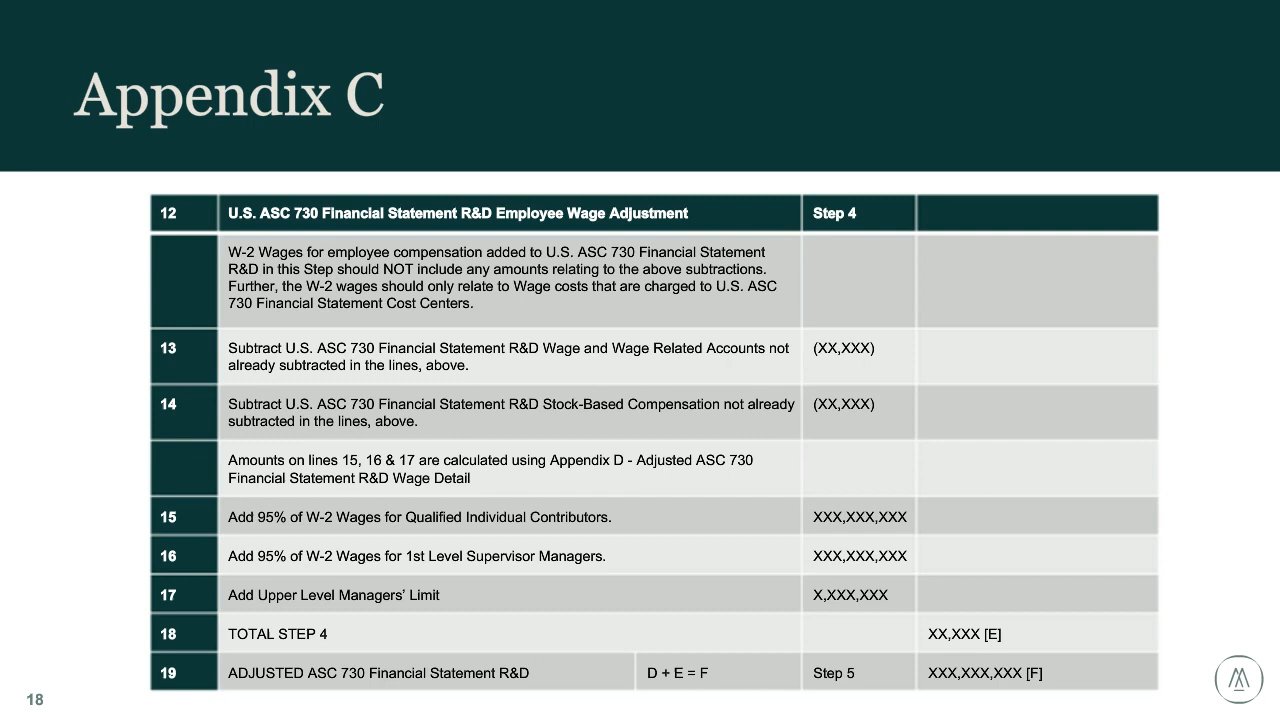 Appendix C
12 U.S. ASC 730 Financial Statement R&D Employee Wage Adjustment Step 4
W-2 Wages for employee compensation added to U.S. ASC 730 Financial Statement
R&D in this Step should NOT include any amounts relating to the above subtractions.
Further, the W-2 wages should only relate to Wage costs that are charged to U.S. ASC
730 Financial Statement Cost Centers.
13 Subtract U.S. ASC 730 Financial Statement R&D Wage and Wage Related Accounts not (XX,XXX)
already subtracted in the lines, above.
14 Subtract U.S. ASC 730 Financial Statement R&D Stock-Based Compensation not already (XX,XXX)
subtracted in the lines, above.
Amounts on lines 15, 16 & 17 are calculated using Appendix D - Adjusted ASC 730
Financial Statement R&D Wage Detail
15 Add 95% of W-2 Wages for Qualified Individual Contributors. XXX,XXX,XXX
16 Add 95% of W-2 Wages for 1st Level Supervisor Managers. XXX,XXX,XXX
17 Add Upper Level Managers’ Limit X,XXX,XXX
18 TOTAL STEP 4 XX,XXX [E]
19 ADJUSTED ASC 730 Financial Statement R&D D + E = F Step 5 XXX,XXX,XXX [F]
18